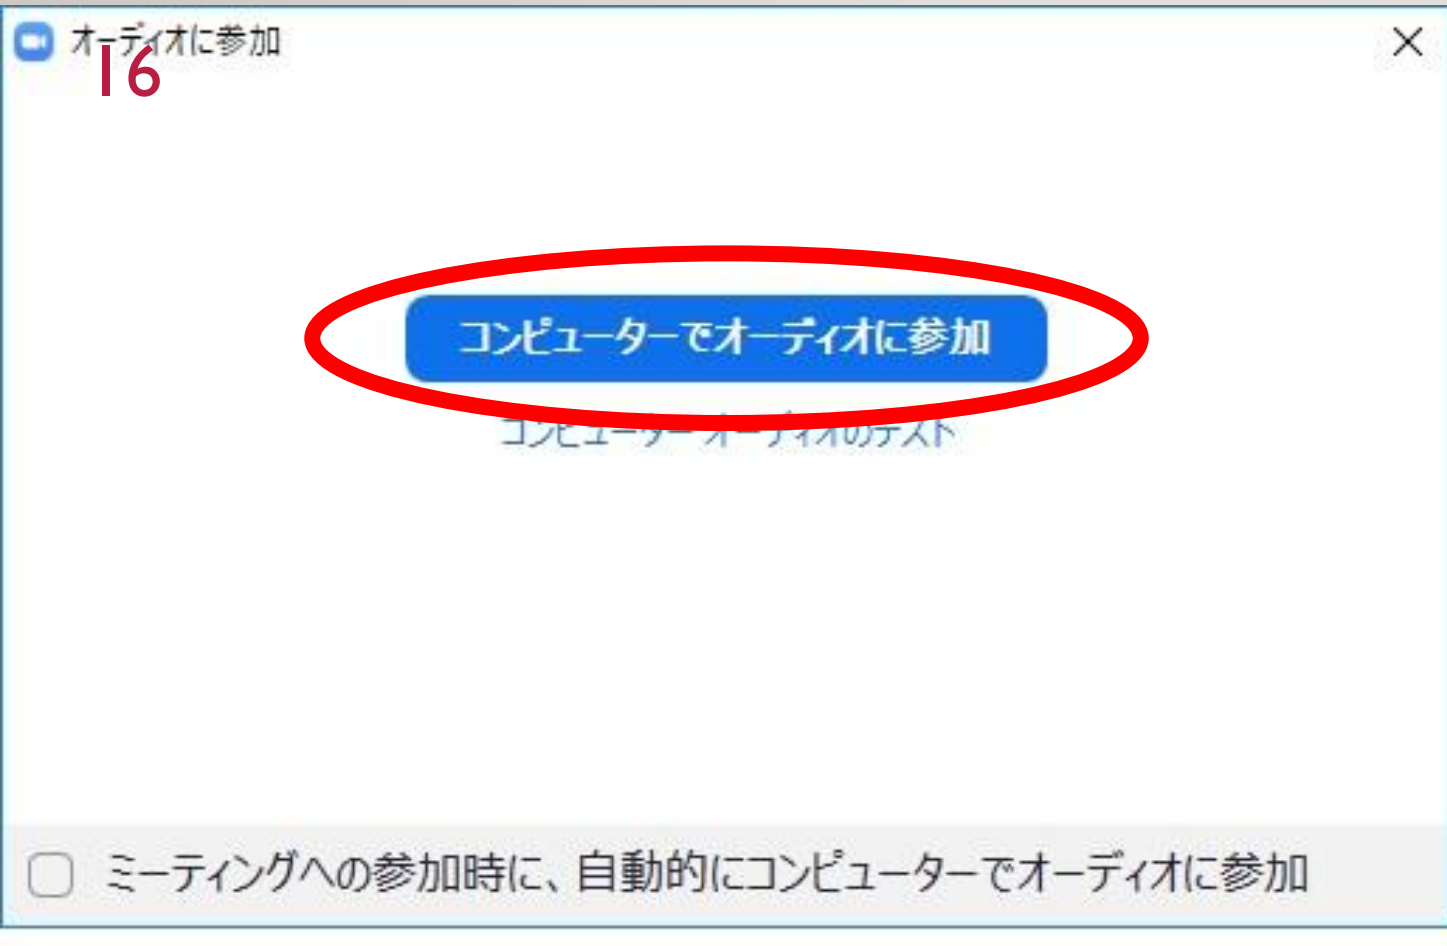 オーディオに参加
16
コンピューターでオーディオに参加
コンピューター オーディオのテスト
ミーティングへの参加時に、自動的にコンピューターでオーディオに参加